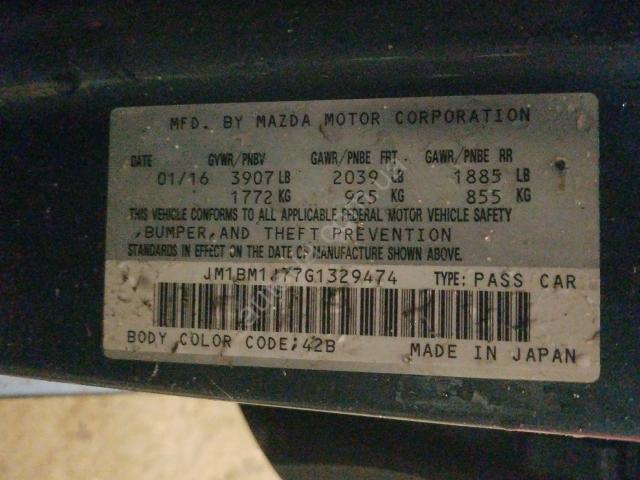 MFD. BY MAZDA MOTOR CORPORATION
DATE GVWR/PNBV GAWR/PNBE FRT GAWR/PNBE RR
01/16 3907 LB 2039 LB 1885 LB
1772 KG 925 KG 855 KG
THIS VEHICLE CONFORMS TO ALL APPLICABLE FEDERAL MOTOR VEHICLE SAFETY
,BUMPER,AND THEFT PREVENTION
STANDARDS IN EFFECT ON THE DATE OF MANUFACTURE SHOWN ABOVE.
JM1BM1J77G1329474 TYPE: PASS CAR
BODY COLOR CODE:42B MADE IN JAPAN